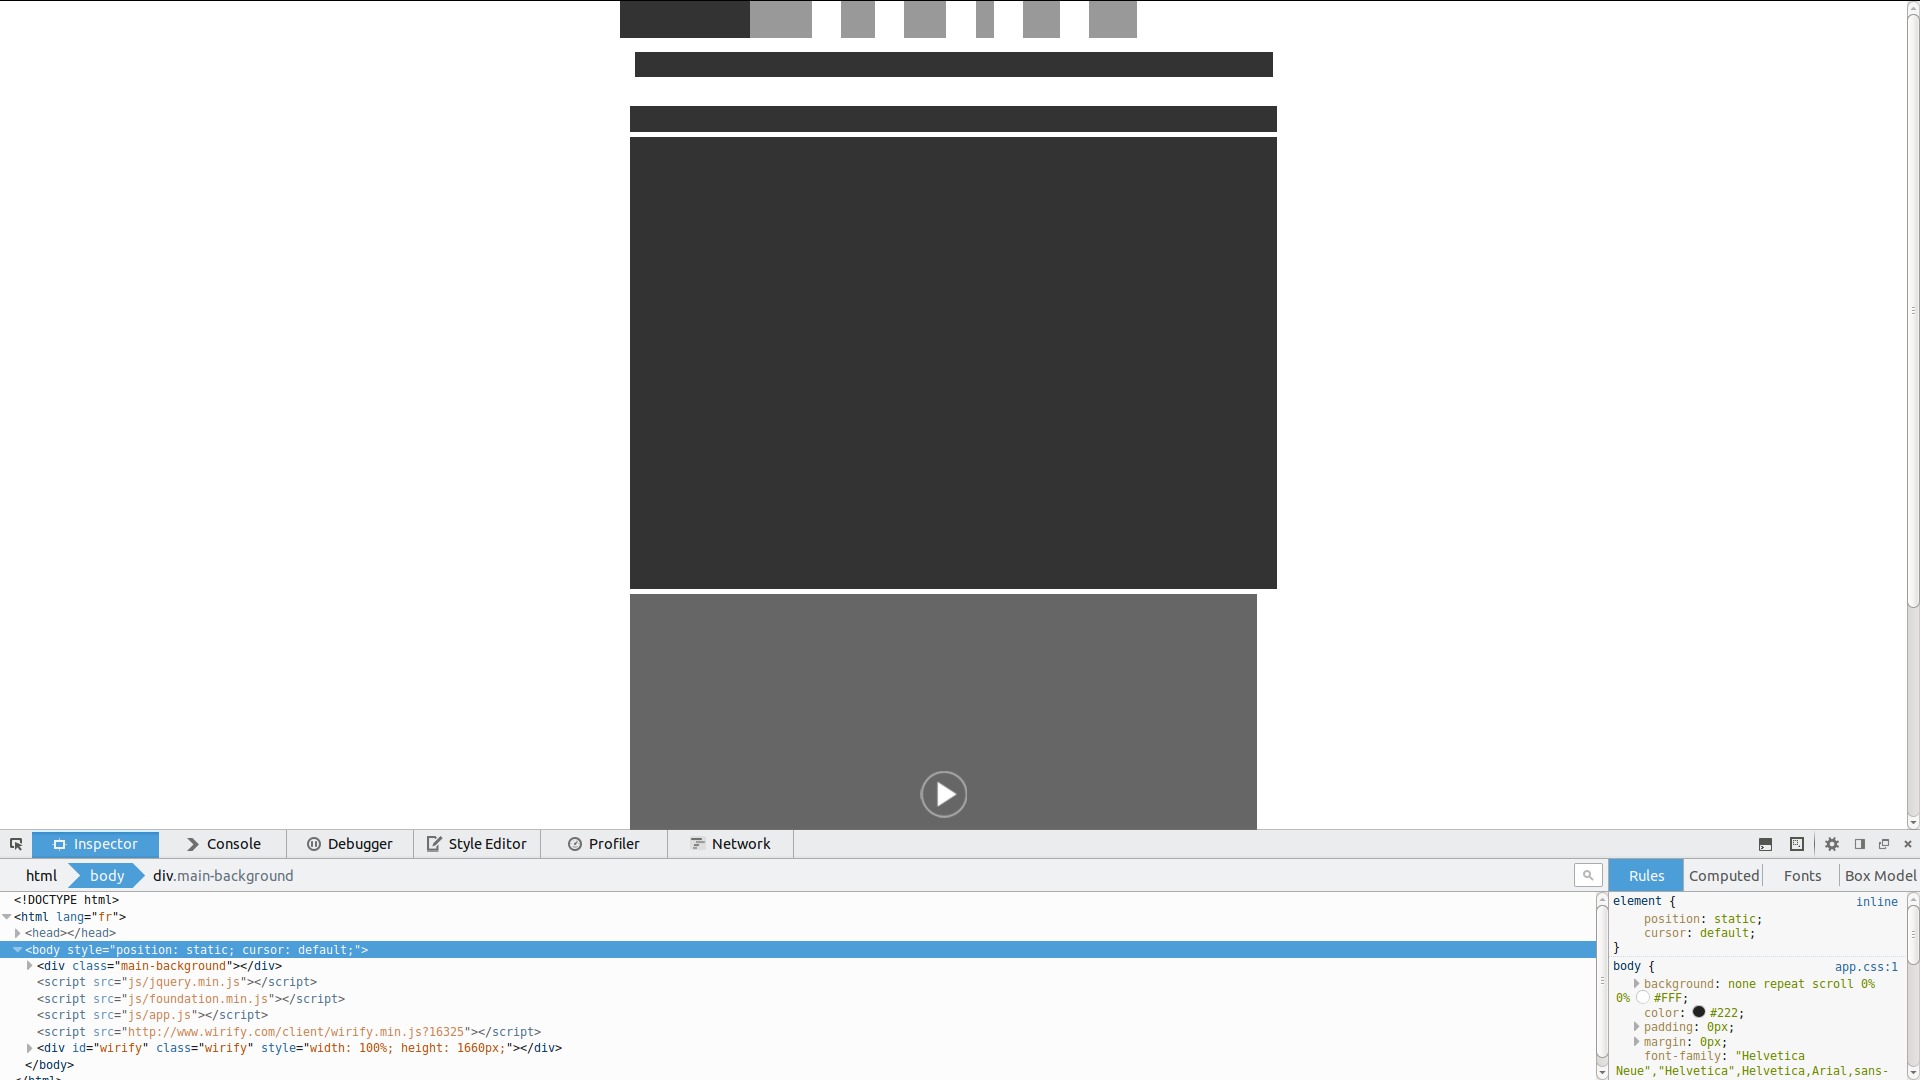 Inspector Console Debugger Style Editor Profiler Network
html body div.main-background
Rules Computed Fonts Box Model
<!DOCTYPE html>
<html lang="fr">
<head></head>
<body style="position: static; cursor: default;">
<div class="main-background"></div>
<script src="js/jquery.min.js"></script>
<script src="js/foundation.min.js"></script>
<script src="js/app.js"></script>
<script src="http://www.wirify.com/client/wirify.min.js?16325"></script>
<div id="wirify" class="wirify" style="width: 100%; height: 1660px;"></div>
</body>
element { inline
position: static;
cursor: default;
}
body { app.css:1
background: none repeat scroll 0%
0% #FFF;
color: #222;
padding: 0px;
margin: 0px;
font-family: "Helvetica
Neue","Helvetica",Helvetica,Arial,sans-